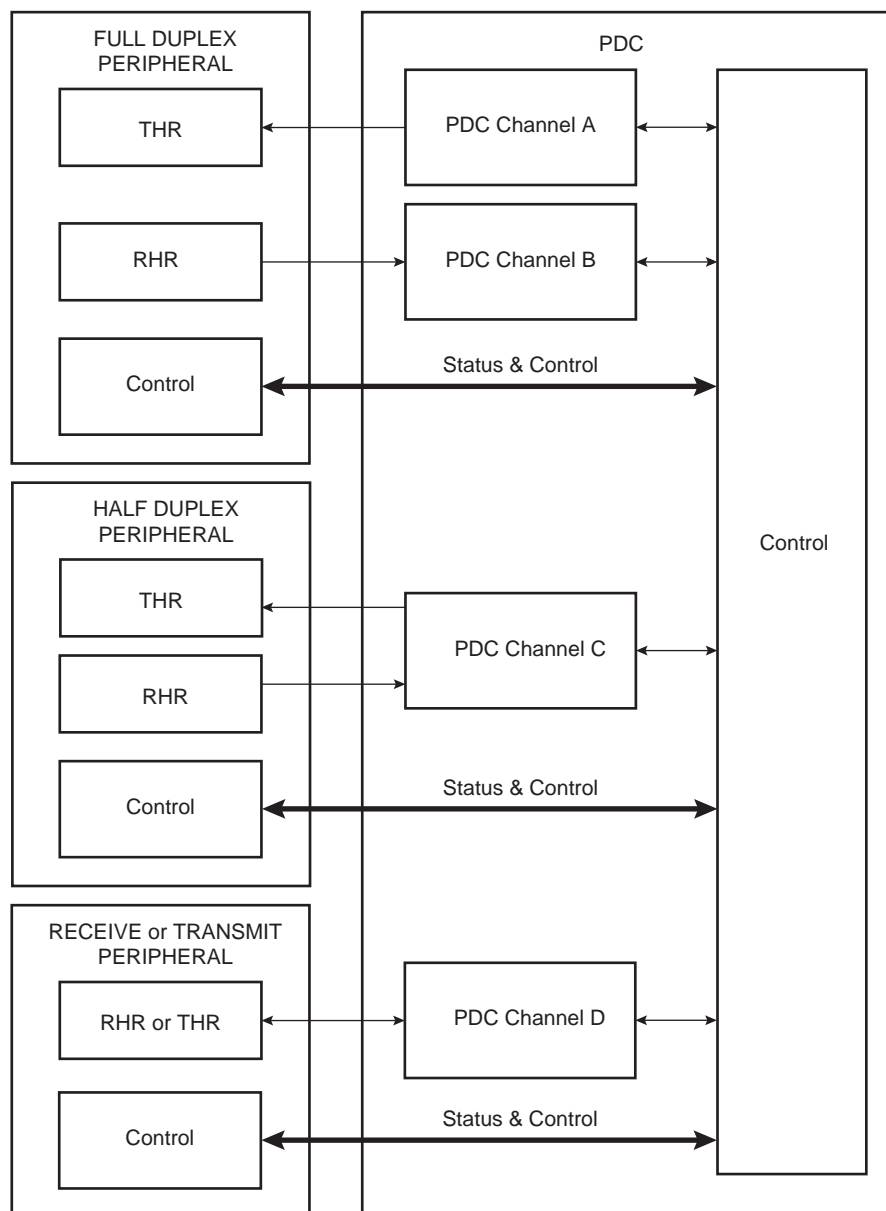 FULL DUPLEX
PERIPHERAL
PDC
THR
PDC Channel A
RHR
PDC Channel B
Control
Status & Control
HALF DUPLEX
PERIPHERAL
Control
THR
PDC Channel C
RHR
Control
Status & Control
RECEIVE or TRANSMIT
PERIPHERAL
RHR or THR
PDC Channel D
Control
Status & Control